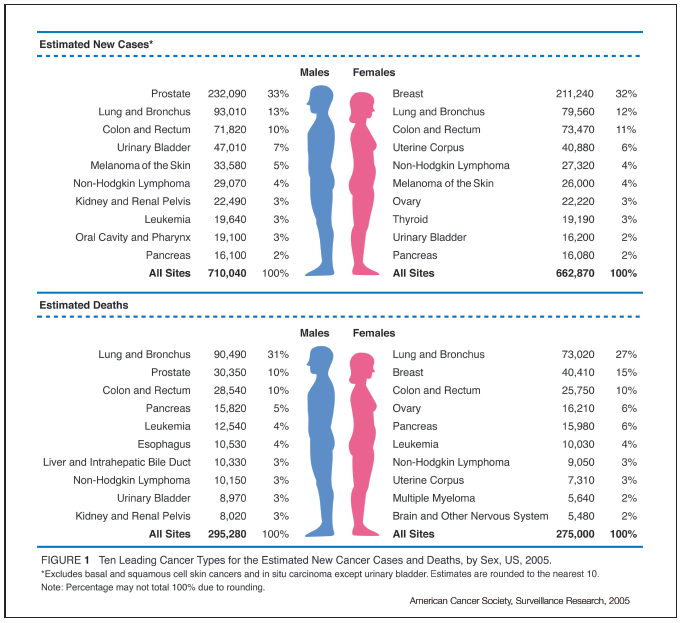 Estimated New Cases*
Males Females
Prostate 232,090 33% Breast 211,240 32%
Lung and Bronchus 93,010 13% Lung and Bronchus 79,560 12%
Colon and Rectum 71,820 10% Colon and Rectum 73,470 11%
Urinary Bladder 47,010 7% Uterine Corpus 40,880 6%
Melanoma of the Skin 33,580 5% Non-Hodgkin Lymphoma 27,320 4%
Non-Hodgkin Lymphoma 29,070 4% Melanoma of the Skin 26,000 4%
Kidney and Renal Pelvis 22,490 3% Ovary 22,220 3%
Leukemia 19,640 3% Thyroid 19,190 3%
Oral Cavity and Pharynx 19,100 3% Urinary Bladder 16,200 2%
Pancreas 16,100 2% Pancreas 16,080 2%
All Sites 710,040 100% All Sites 662,870 100%
Estimated Deaths
Males Females
Lung and Bronchus 90,490 31% Lung and Bronchus 73,020 27%
Prostate 30,350 10% Breast 40,410 15%
Colon and Rectum 28,540 10% Colon and Rectum 25,750 10%
Pancreas 15,820 5% Ovary 16,210 6%
Leukemia 12,540 4% Pancreas 15,980 6%
Esophagus 10,530 4% Leukemia 10,030 4%
Liver and Intrahepatic Bile Duct 10,330 3% Non-Hodgkin Lymphoma 9,050 3%
Non-Hodgkin Lymphoma 10,150 3% Uterine Corpus 7,310 3%
Urinary Bladder 8,970 3% Multiple Myeloma 5,640 2%
Kidney and Renal Pelvis 8,020 3% Brain and Other Nervous System 5,480 2%
All Sites 295,280 100% All Sites 275,000 100%
FIGURE 1 Ten Leading Cancer Types for the Estimated New Cancer Cases and Deaths, by Sex, US, 2005.
*Excludes basal and squamous cell skin cancers and in situ carcinoma except urinary bladder. Estimates are rounded to the nearest 10.
Note: Percentage may not total 100% due to rounding.
American Cancer Society, Surveillance Research, 2005